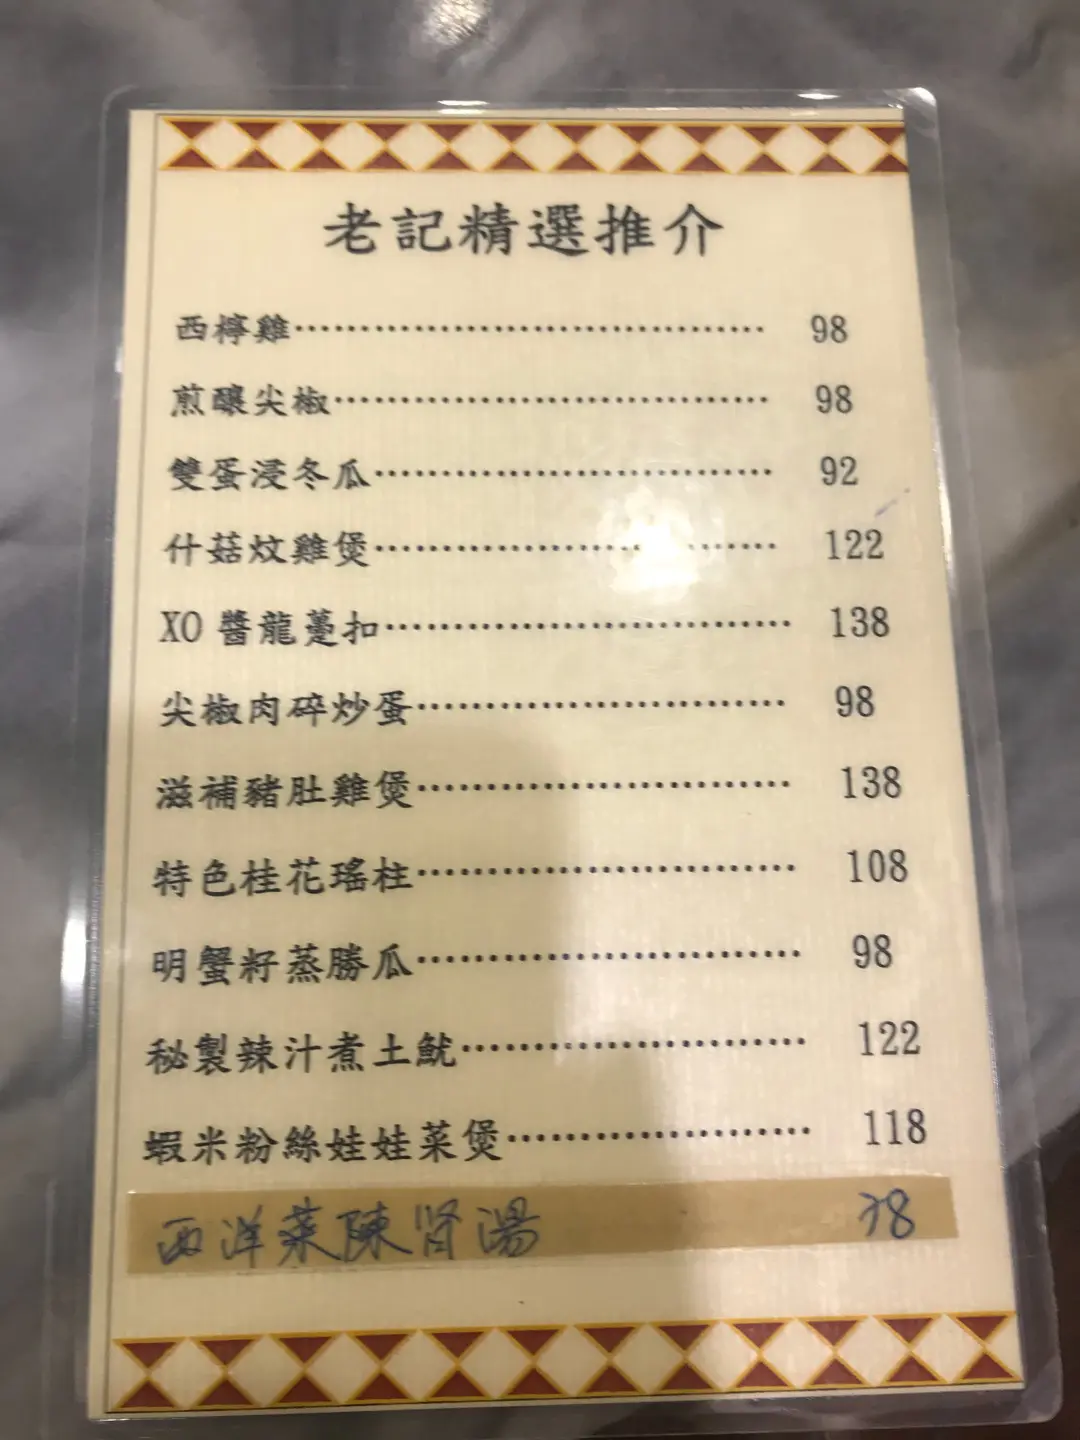 老記精選推介
西檸雞……………………………… 98
煎釀尖椒…………………………… 98
雙蛋浸冬瓜………………………… 92
什菇炆雞煲………………………… 122
XO醬龍躉扣………………………… 138
尖椒肉碎炒蛋……………………… 98
滋補豬肚雞煲……………………… 138
特色桂花瑤柱……………………… 108
明蟹籽蒸勝瓜……………………… 98
秘製辣汁煮土魷…………………… 122
蝦米粉絲娃娃菜煲………………… 118
西洋菜陳肾湯